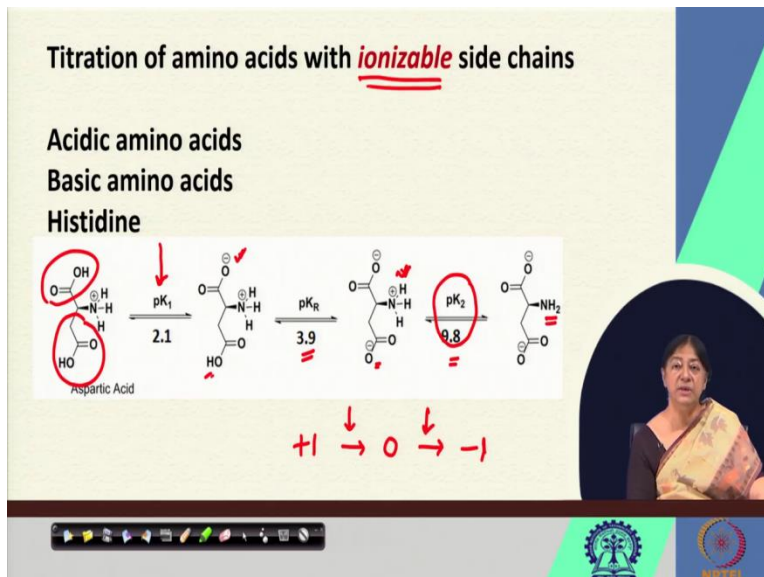 Titration of amino acids with ionizable side chains
Acidic amino acids
Basic amino acids
Histidine
OH
O
H
N-H
H
O
HO
Aspartic Acid
pK1
2.1
O
O
H
N-H
H
O
HO
pKR
3.9
O
O
H
N-H
H
O
O
pK2
9.8
O
O
NH2
O
O
+1 → 0 → -1
NPTEL